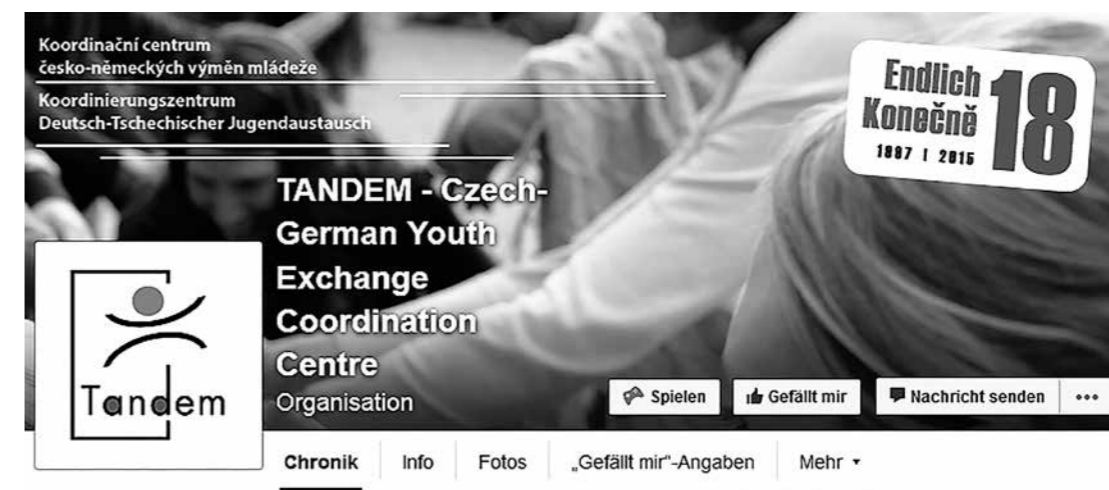 Koordinační centrum
česko-německých výměn mládeže
Koordinierungszentrum
Deutsch-Tschechischer Jugendaustausch
Endlich
Konečně
18
1997 | 2015
TANDEM - Czech-
German Youth
Exchange
Coordination
Centre
Organisation
Tandem
Spielen
Gefällt mir
Nachricht senden
•••
Chronik
Info
Fotos
„Gefällt mir“-Angaben
Mehr